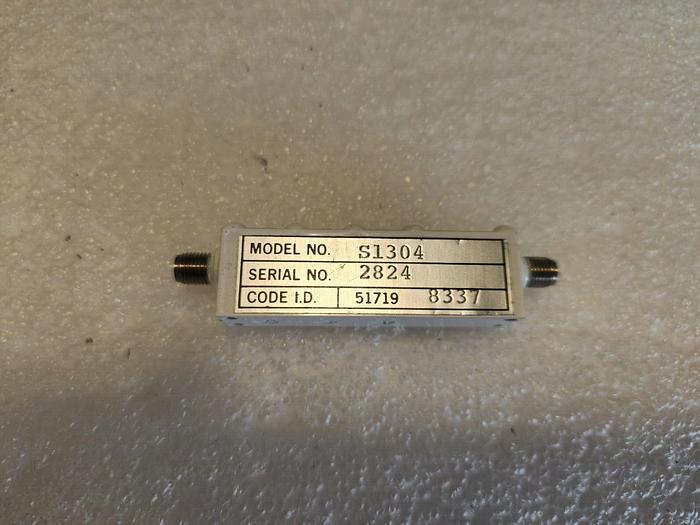 MODEL NO. S1304
SERIAL NO. 2824
CODE I.D. 51719 8337